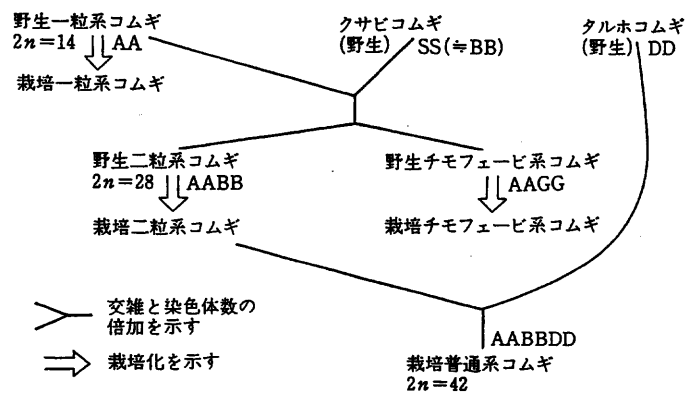 野生一粒系コムギ
2n=14 AA
栽培一粒系コムギ
クサビコムギ
(野生) SS(≒BB)
タルホコムギ
(野生) DD
野生二粒系コムギ
2n=28 AABB
栽培二粒系コムギ
野生チモフェービ系コムギ
AAGG
栽培チモフェービ系コムギ
交雑と染色体数の
倍加を示す
栽培化を示す
AABBDD
栽培普通系コムギ
2n=42